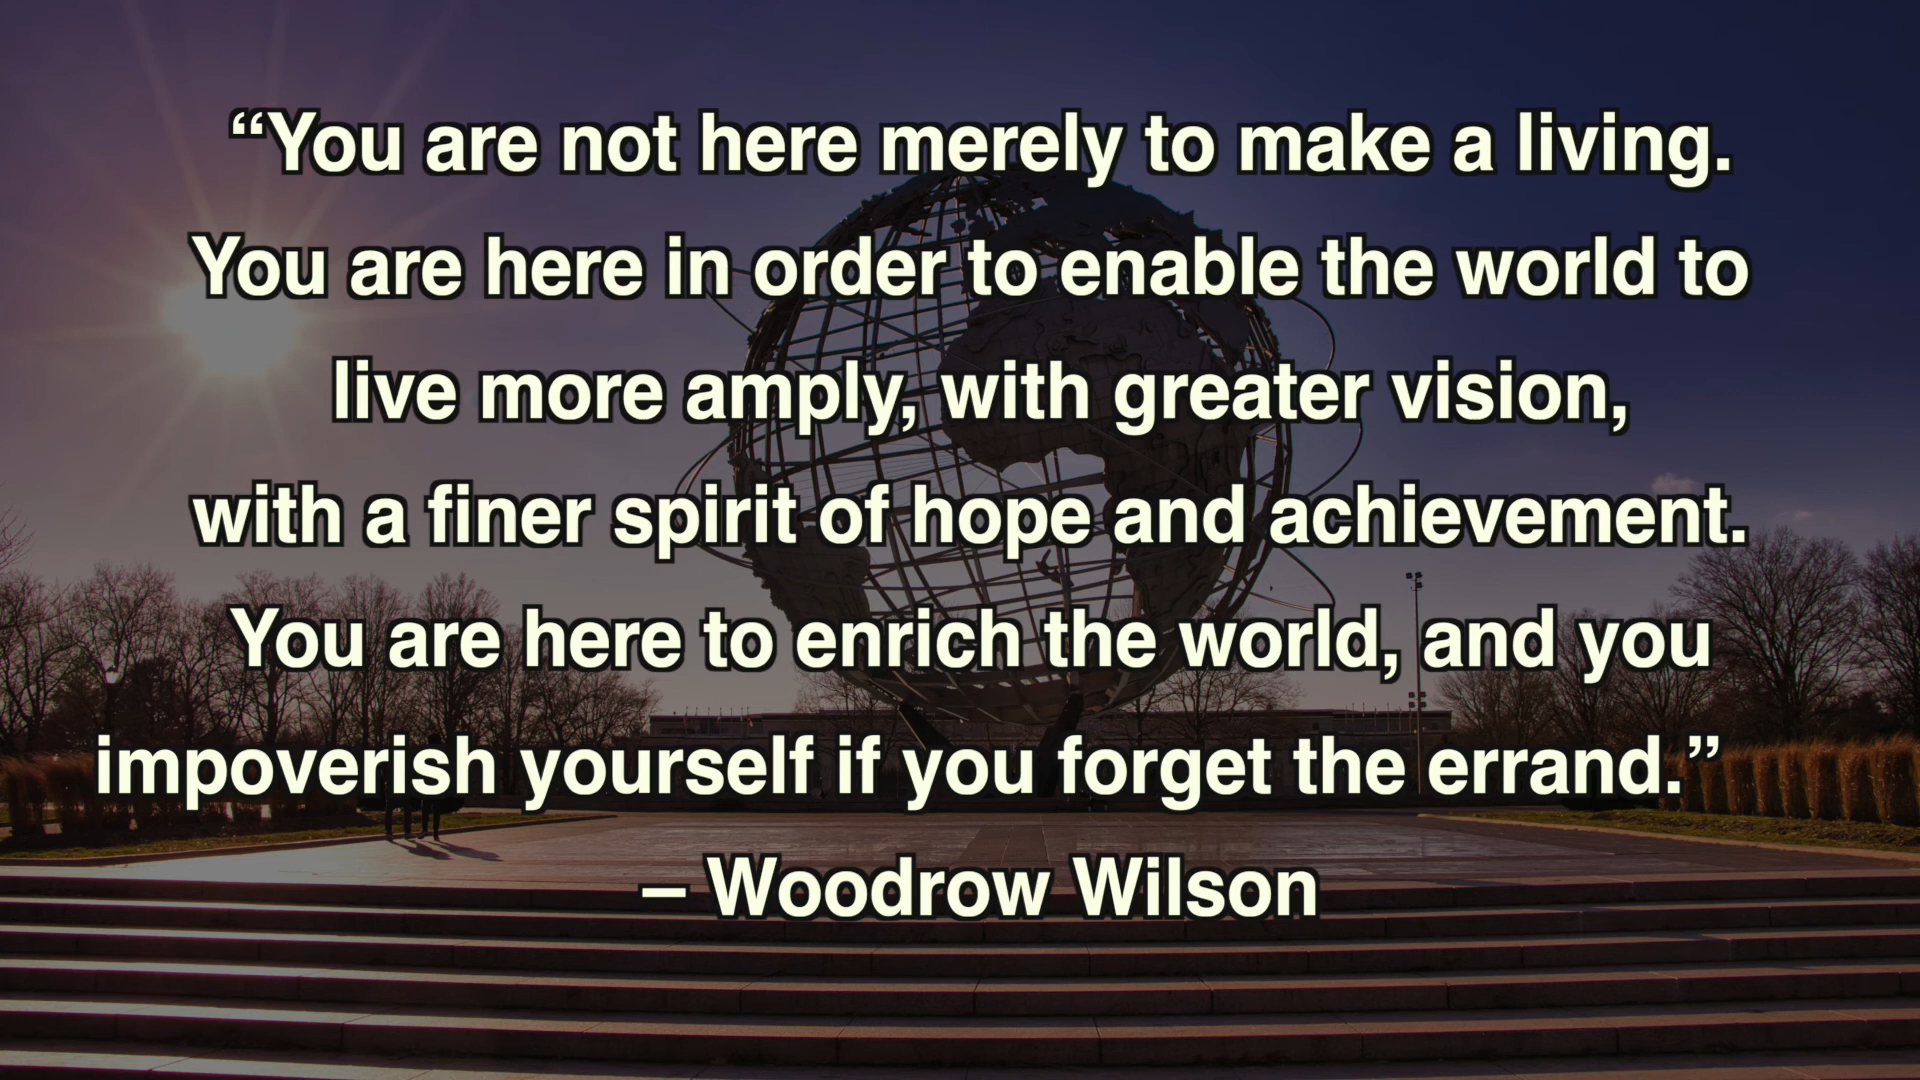 “You are not here merely to make a living.
You are here in order to enable the world to
live more amply, with greater vision,
with a finer spirit of hope and achievement.
You are here to enrich the world, and you
impoverish yourself if you forget the errand.”
– Woodrow Wilson